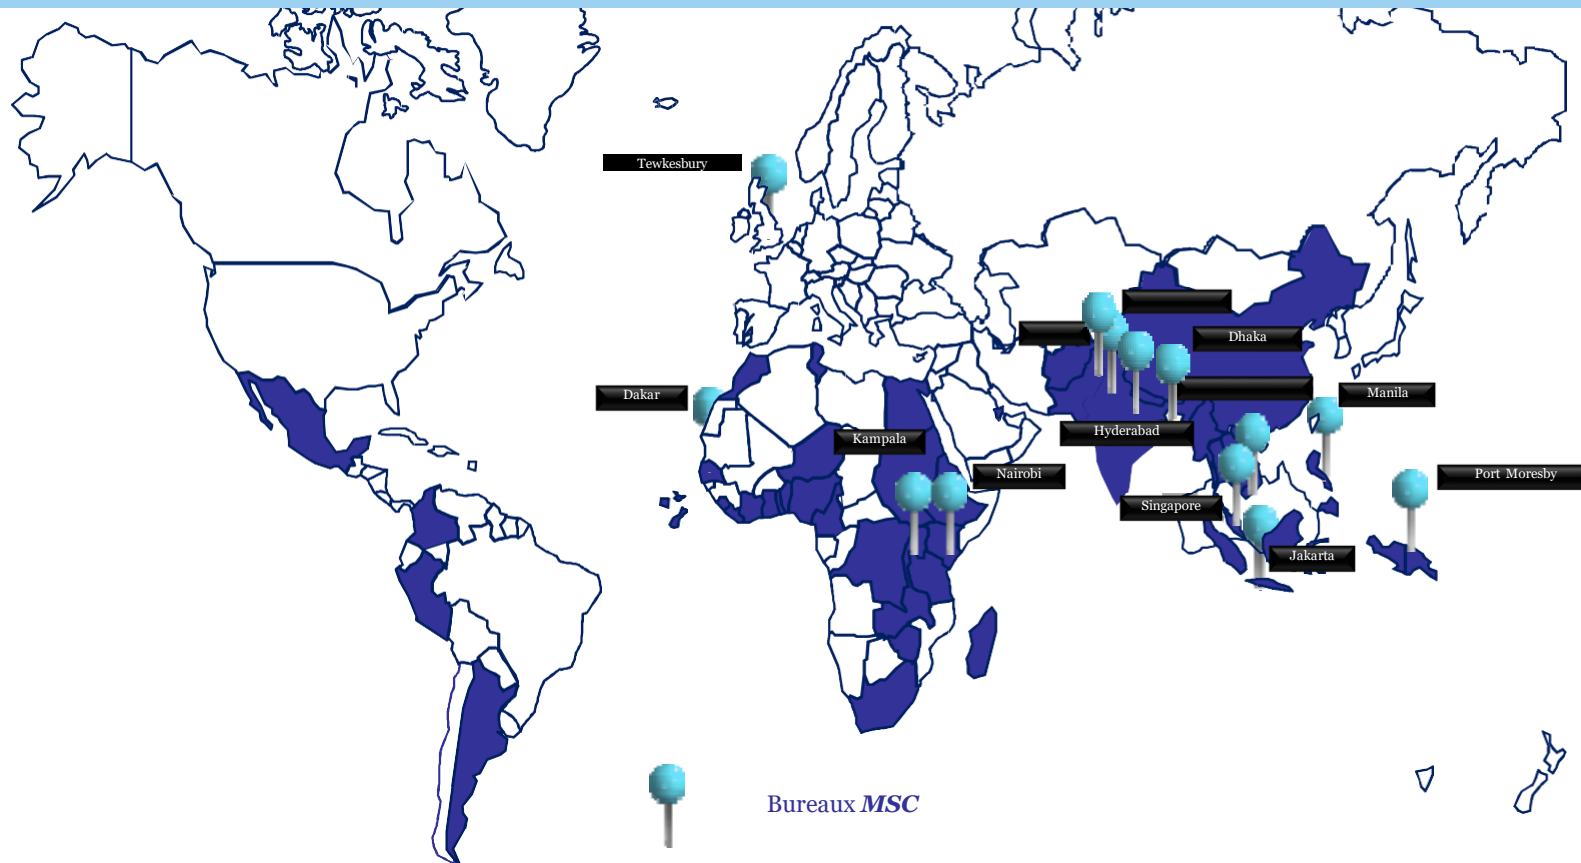 Tewkesbury
Dhaka
Dakar
Manila
Hyderabad
Kampala
Nairobi
Port Moresby
Singapore
Jakarta
Bureaux MSC